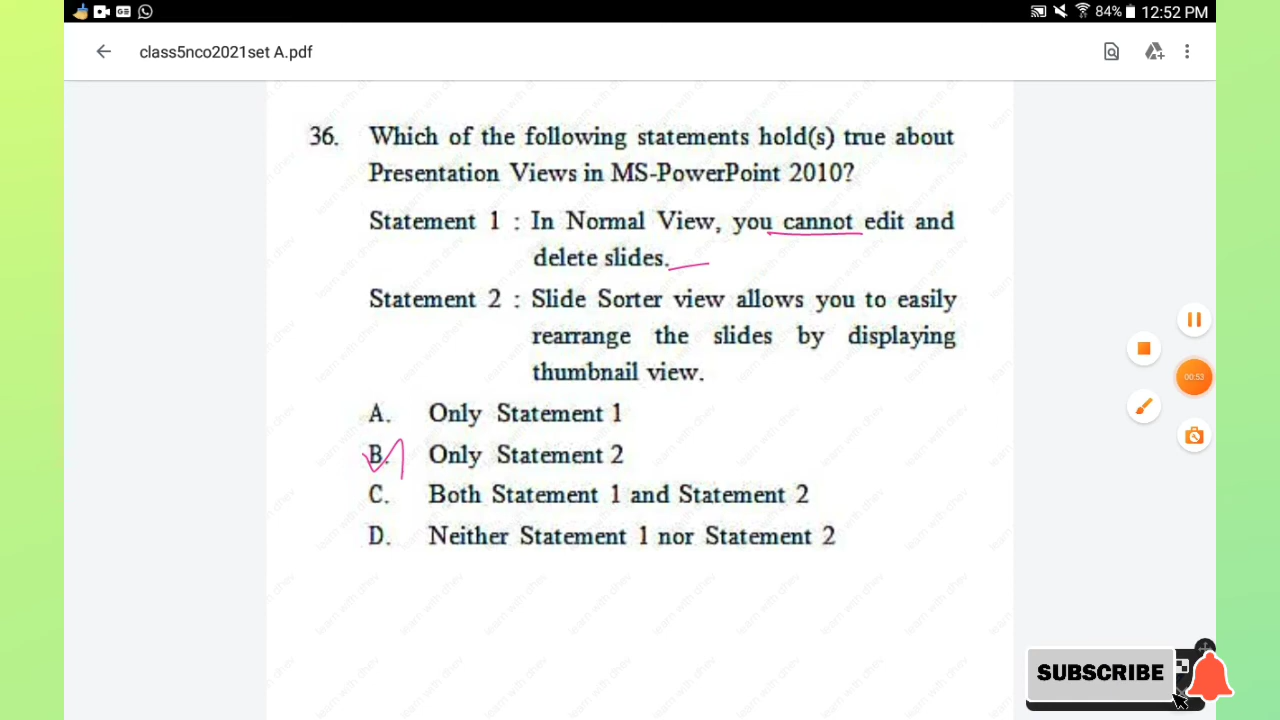 84% 12:52 PM
class5nco2021set A.pdf
36. Which of the following statements hold(s) true about
Presentation Views in MS-PowerPoint 2010?
Statement 1 : In Normal View, you cannot edit and
delete slides.
Statement 2 : Slide Sorter view allows you to easily
rearrange the slides by displaying
thumbnail view.
00:53
A. Only Statement 1
B. Only Statement 2
C. Both Statement 1 and Statement 2
D. Neither Statement 1 nor Statement 2
SUBSCRIBE